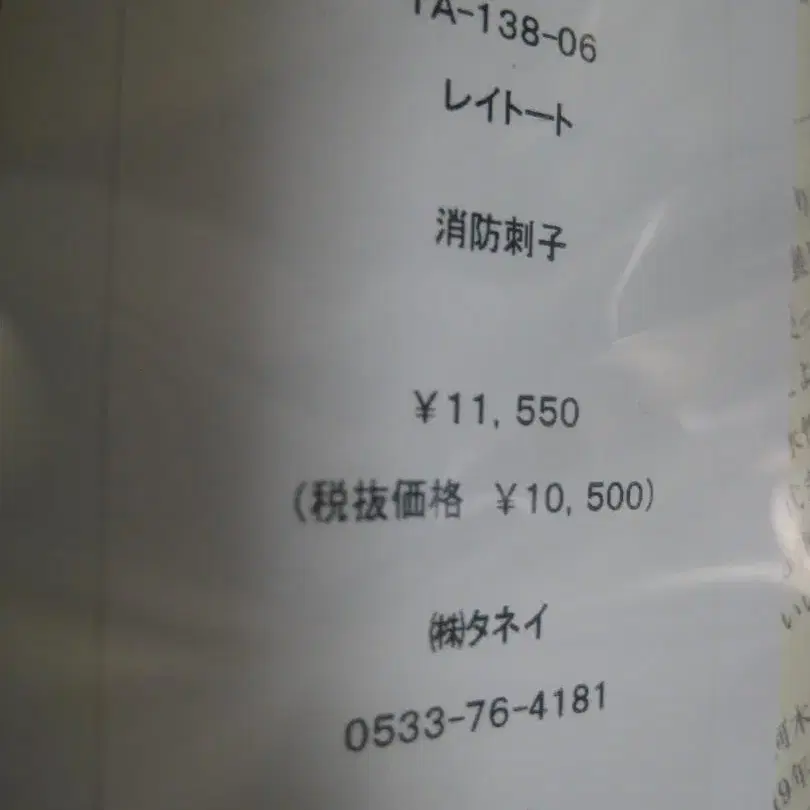 TA-138-06
レイトート
消防刺子
¥11,550
(税抜価格 ¥10,500)
㈱タネイ
0533-76-4181